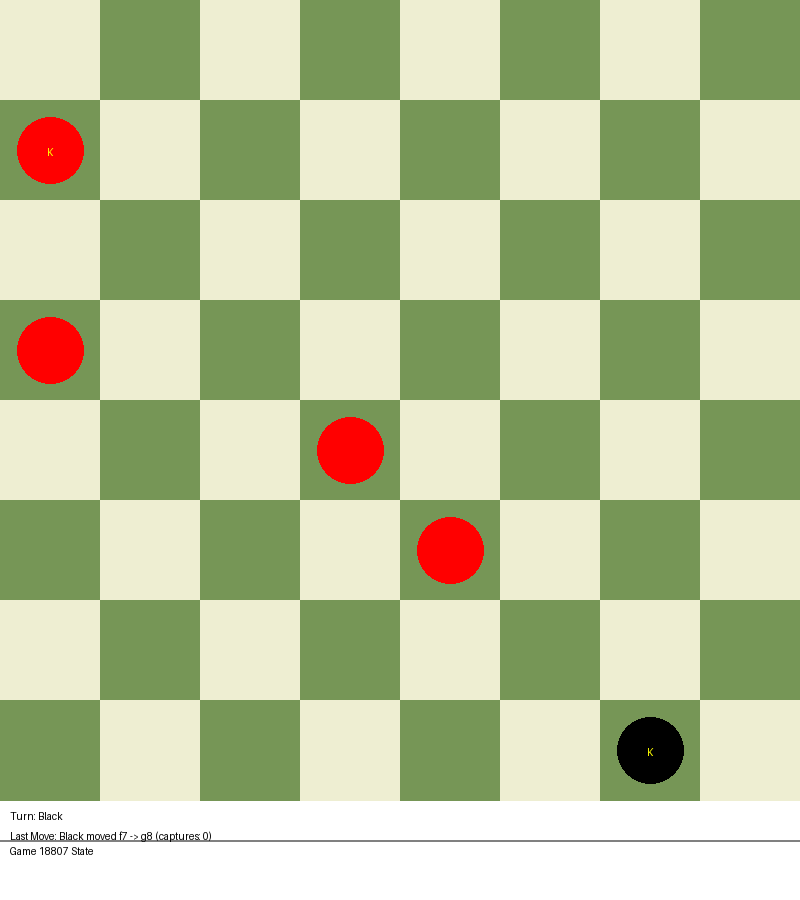 K
K
Turn: Black
Last Move: Black moved f7 -> g8 (captures: 0)
Game 18807 State